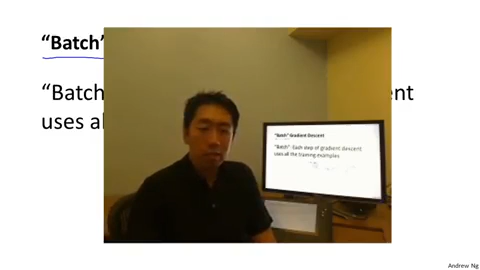 “Batch”
“Batch ent
uses al
“Batch” Gradient Descent
“Batch”: Each step of gradient descent
uses all the training examples.
Andrew Ng